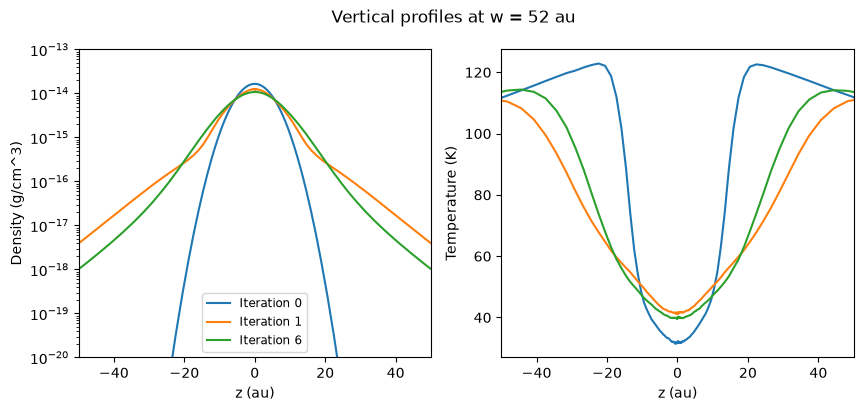 Vertical profiles at w = 52 au
Density (g/cm^3)
10⁻¹³
10⁻¹⁴
10⁻¹⁵
10⁻¹⁶
10⁻¹⁷
10⁻¹⁸
10⁻¹⁹
10⁻²⁰
Iteration 0
Iteration 1
Iteration 6
−40 −20 0 20 40
z (au)
Temperature (K)
120
100
80
60
40
−40 −20 0 20 40
z (au)